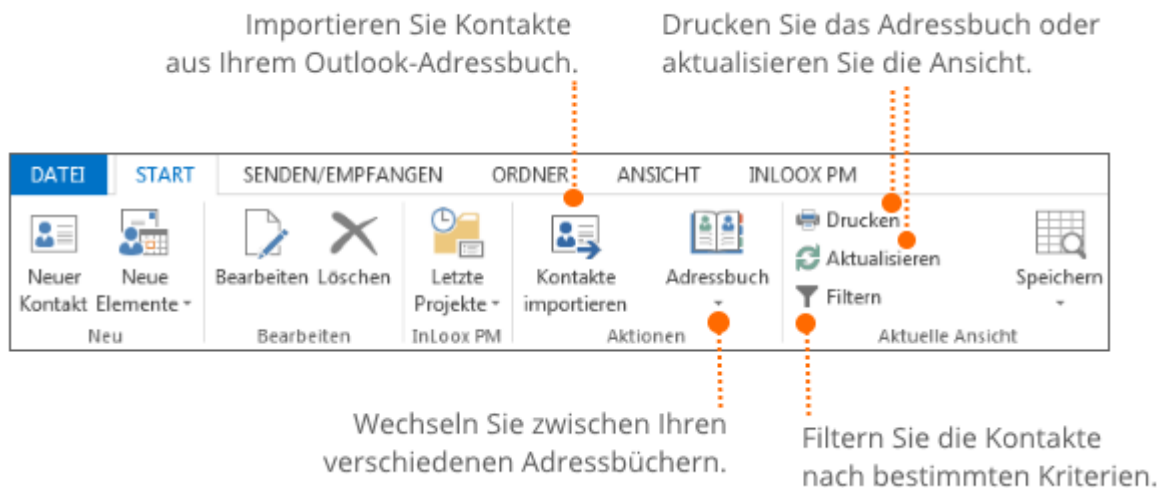 Importieren Sie Kontakte
aus Ihrem Outlook-Adressbuch.
Drucken Sie das Adressbuch oder
aktualisieren Sie die Ansicht.
DATEI START SENDEN/EMPFANGEN ORDNER ANSICHT INLOOX PM
Neuer
Kontakt
Neue
Elemente
Neu
Bearbeiten Löschen
Bearbeiten
Letzte
Projekte
InLoox PM
Kontakte
importieren
Adressbuch
Aktionen
Drucken
Aktualisieren
Filtern
Speichern
Aktuelle Ansicht
Wechseln Sie zwischen Ihren
verschiedenen Adressbüchern.
Filtern Sie die Kontakte
nach bestimmten Kriterien.